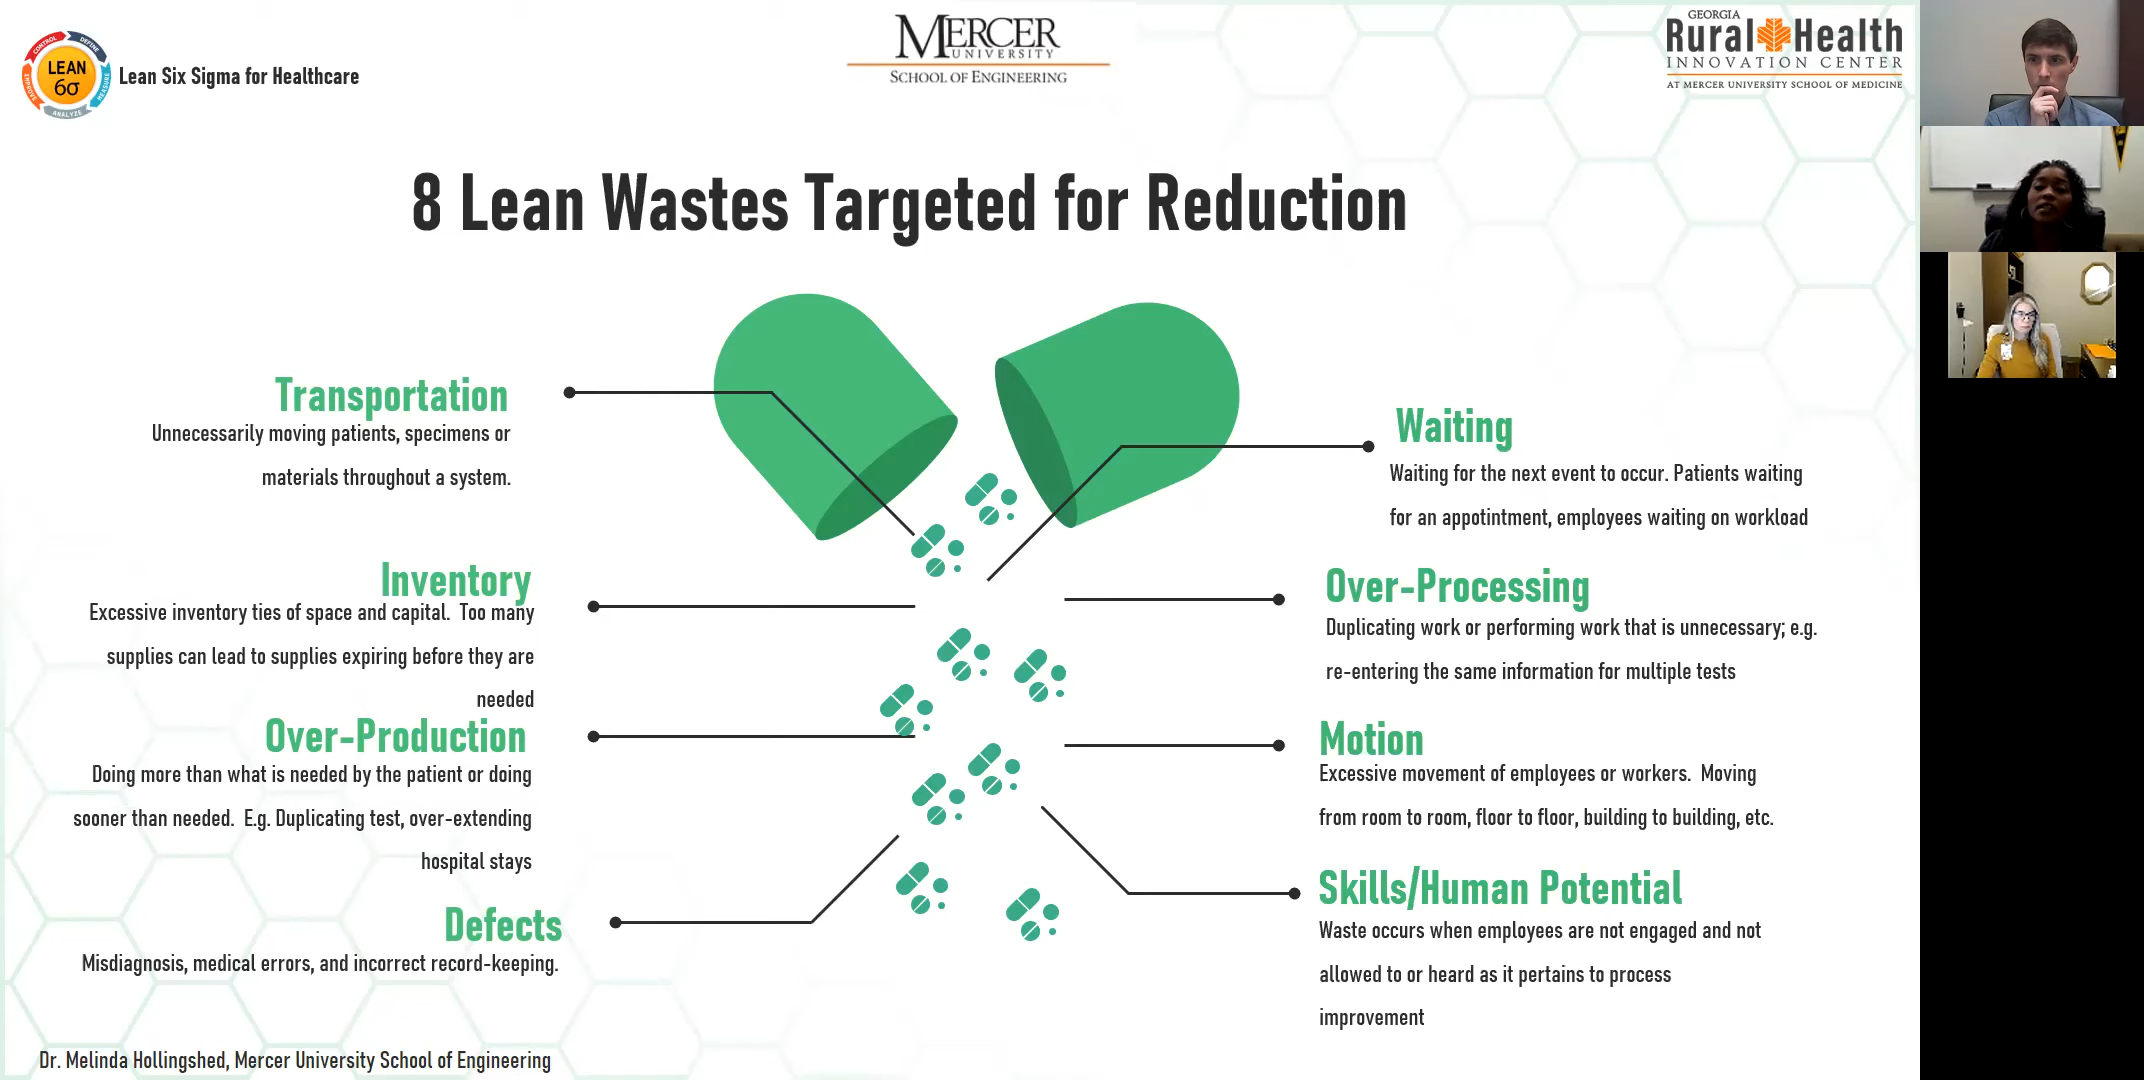 CONTROL
DEFINE
MEASURE
ANALYZE
IMPROVE
LEAN
6σ
Lean Six Sigma for Healthcare
MERCER
UNIVERSITY
SCHOOL OF ENGINEERING
GEORGIA
Rural Health
INNOVATION CENTER
AT MERCER UNIVERSITY SCHOOL OF MEDICINE
8 Lean Wastes Targeted for Reduction
Transportation
Unnecessarily moving patients, specimens or
materials throughout a system.
Inventory
Excessive inventory ties of space and capital. Too many
supplies can lead to supplies expiring before they are
needed
Over-Production
Doing more than what is needed by the patient or doing
sooner than needed. E.g. Duplicating test, over-extending
hospital stays
Defects
Misdiagnosis, medical errors, and incorrect record-keeping.
Waiting
Waiting for the next event to occur. Patients waiting
for an appotintment, employees waiting on workload
Over-Processing
Duplicating work or performing work that is unnecessary; e.g.
re-entering the same information for multiple tests
Motion
Excessive movement of employees or workers. Moving
from room to room, floor to floor, building to building, etc.
Skills/Human Potential
Waste occurs when employees are not engaged and not
allowed to or heard as it pertains to process
improvement
Dr. Melinda Hollingshed, Mercer University School of Engineering